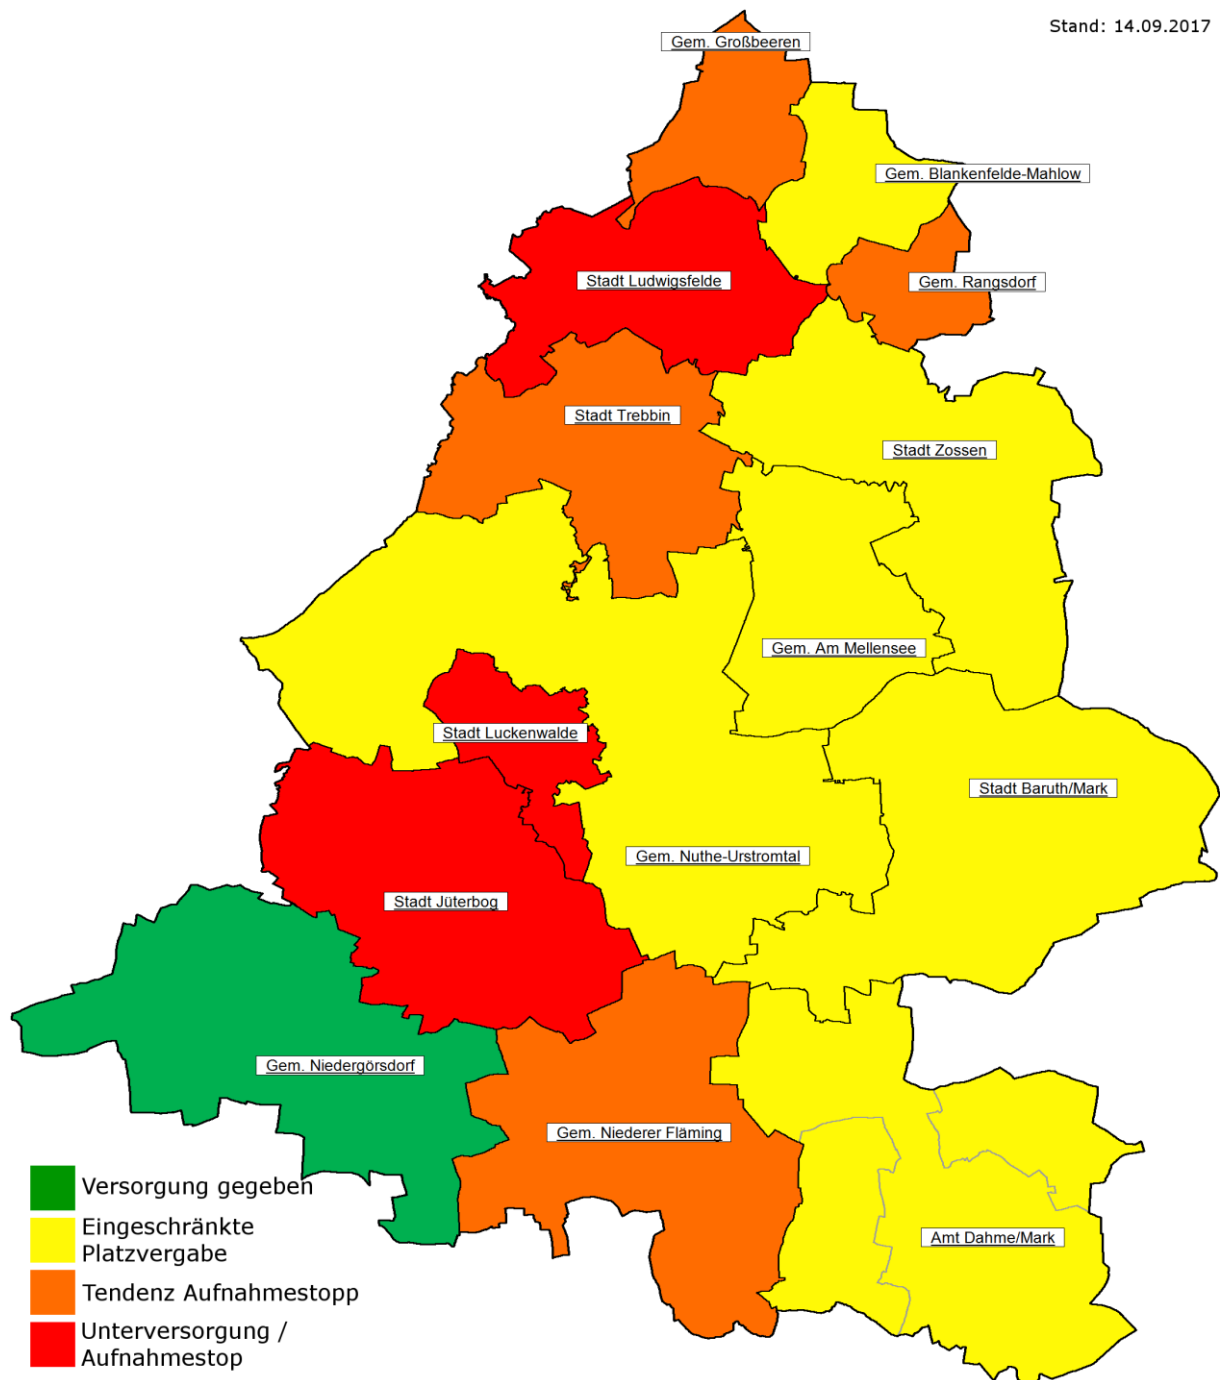 Stand: 14.09.2017
Gem. Großbeeren
Gem. Blankenfelde-Mahlow
Stadt Ludwigsfelde
Gem. Rangsdorf
Stadt Trebbin
Stadt Zossen
Gem. Am Mellensee
Stadt Luckenwalde
Stadt Baruth/Mark
Gem. Nuthe-Urstromtal
Stadt Jüterbog
Gem. Niedergörsdorf
Gem. Niederer Fläming
Amt Dahme/Mark
Versorgung gegeben
Eingeschränkte
Platzvergabe
Tendenz Aufnahmestopp
Unterversorgung /
Aufnahmestop